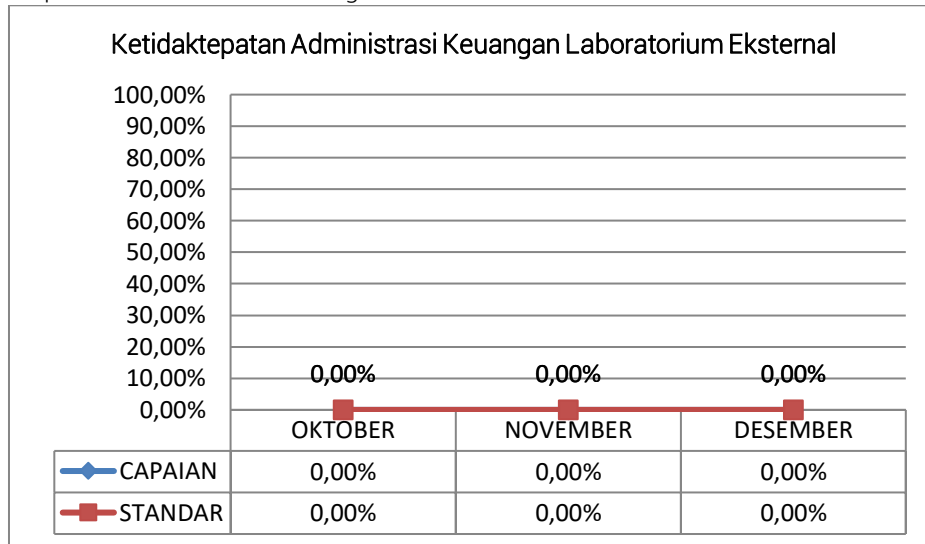 Ketidaktepatan Administrasi Keuangan Laboratorium Eksternal
100,00%
90,00%
80,00%
70,00%
60,00%
50,00%
40,00%
30,00%
20,00%
10,00%
0,00%
0,00% 0,00% 0,00%
OKTOBER NOVEMBER DESEMBER
CAPAIAN 0,00% 0,00% 0,00%
STANDAR 0,00% 0,00% 0,00%